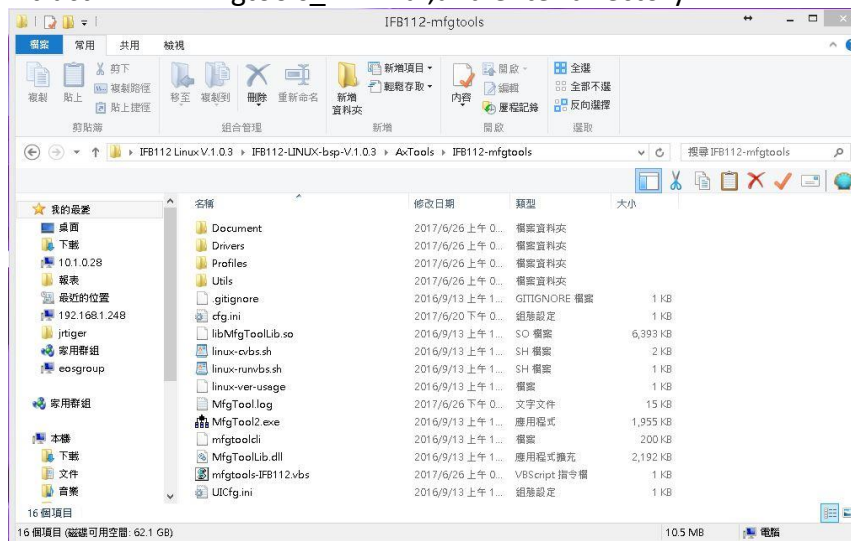 IFB112-mfgtools
檔案 常用 共用 檢視
複製 貼上 剪下 複製路徑 貼上捷徑
剪貼簿
移至 複製到 刪除 重新命名
組合管理
新增資料夾 新增項目 輕鬆存取
新增
內容 開啟 編輯 歷程記錄
開啟
全選 全部不選 反向選擇
選取
IFB112 Linux V.1.0.3 IFB112-LINUX-bsp-V.1.0.3 AxTools IFB112-mfgtools
搜尋 IFB112-mfgtools
我的最愛
桌面
下載
10.1.0.28
報表
最近的位置
192.168.1.248
jrtiger
家用群組
eosgroup
家用群組
本機
下載
文件
音樂
名稱 修改日期 類型 大小
Document 2017/6/26 上午 0... 檔案資料夾
Drivers 2017/6/26 上午 0... 檔案資料夾
Profiles 2017/6/26 上午 0... 檔案資料夾
Utils 2017/6/26 上午 0... 檔案資料夾
.gitignore 2016/9/13 上午 1... GITIGNORE 檔案 1 KB
cfg.ini 2017/6/20 下午 0... 組態設定 1 KB
libMfgToolLib.so 2016/9/13 上午 1... SO 檔案 6,393 KB
linux-cvbs.sh 2016/9/13 上午 1... SH 檔案 2 KB
linux-runvbs.sh 2016/9/13 上午 1... SH 檔案 1 KB
linux-ver-usage 2016/9/13 上午 1... 檔案 1 KB
MfgTool.log 2017/6/26 下午 0... 文字文件 15 KB
MfgTool2.exe 2016/9/13 上午 1... 應用程式 1,955 KB
mfgtoolcli 2016/9/13 上午 1... 檔案 200 KB
MfgToolLib.dll 2016/9/13 上午 1... 應用程式擴充 2,192 KB
mfgtools-IFB112.vbs 2017/6/26 上午 0... VBScript 指令檔 1 KB
UICfg.ini 2016/9/13 上午 1... 組態設定 1 KB
16 個項目
16 個項目 (磁碟可用空間: 62.1 GB) 10.5 MB 電腦